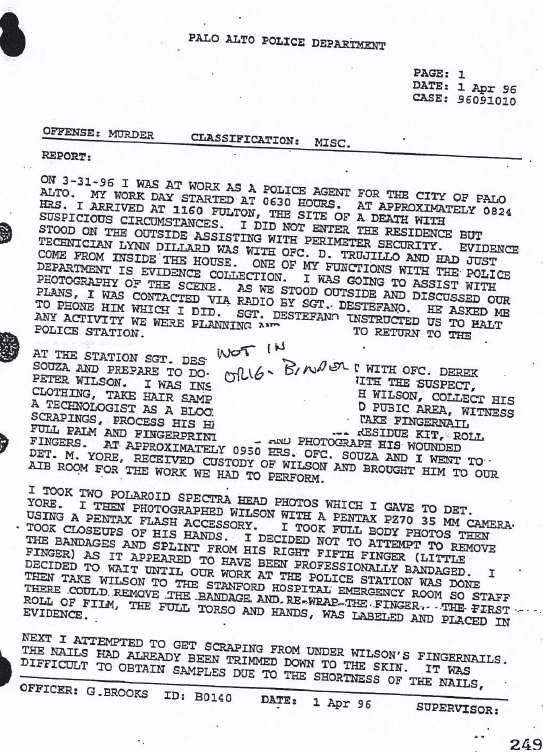 PALO ALTO POLICE DEPARTMENT
PAGE: 1
DATE: 1 Apr 96
CASE: 96091010
OFFENSE: MURDER CLASSIFICATION: MISC.
REPORT:
ON 3-31-96 I WAS AT WORK AS A POLICE AGENT FOR THE CITY OF PALO
ALTO. MY WORK DAY STARTED AT 0630 HOURS. AT APPROXIMATELY 0824
HRS. I ARRIVED AT 1160 FULTON, THE SITE OF A DEATH WITH
SUSPICIOUS CIRCUMSTANCES. I DID NOT ENTER THE RESIDENCE BUT
STOOD ON THE OUTSIDE ASSISTING WITH PERIMETER SECURITY. EVIDENCE
TECHNICIAN LYNN DILLARD WAS WITH OFC. D. TRUJILLO AND HAD JUST
COME FROM INSIDE THE HOUSE. ONE OF MY FUNCTIONS WITH THE POLICE
DEPARTMENT IS EVIDENCE COLLECTION. I WAS GOING TO ASSIST WITH
PHOTOGRAPHY OF THE SCENE. AS WE STOOD OUTSIDE AND DISCUSSED OUR
PLANS, I WAS CONTACTED VIA RADIO BY SGT. DESTEFANO. HE ASKED ME
TO PHONE HIM WHICH I DID. SGT. DESTEFANO INSTRUCTED US TO HALT
ANY ACTIVITY WE WERE PLANNING AND TO RETURN TO THE
POLICE STATION.
NOT IN
ORIG. BINDER
AT THE STATION SGT. DES WITH OFC. DEREK
SOUZA AND PREPARE TO DO ITH THE SUSPECT,
PETER WILSON. I WAS INS H WILSON, COLLECT HIS
CLOTHING, TAKE HAIR SAMP D PUBIC AREA, WITNESS
A TECHNOLOGIST AS A BLOO TAKE FINGERNAIL
SCRAPINGS, PROCESS HIS H RESIDUE KIT, ROLL
FULL PALM AND FINGERPRINT AND PHOTOGRAPH HIS WOUNDED
FINGERS. AT APPROXIMATELY 0950 HRS. OFC. SOUZA AND I WENT TO
DET. M. YORE, RECEIVED CUSTODY OF WILSON AND BROUGHT HIM TO OUR
AIB ROOM FOR THE WORK WE HAD TO PERFORM.
I TOOK TWO POLAROID SPECTRA HEAD PHOTOS WHICH I GAVE TO DET.
YORE. I THEN PHOTOGRAPHED WILSON WITH A PENTAX PZ70 35 MM CAMERA
USING A PENTAX FLASH ACCESSORY. I TOOK FULL BODY PHOTOS THEN
TOOK CLOSEUPS OF HIS HANDS. I DECIDED NOT TO ATTEMPT TO REMOVE
THE BANDAGES AND SPLINT FROM HIS RIGHT FIFTH FINGER (LITTLE
FINGER) AS IT APPEARED TO HAVE BEEN PROFESSIONALLY BANDAGED. I
DECIDED TO WAIT UNTIL OUR WORK AT THE POLICE STATION WAS DONE
THEN TAKE WILSON TO THE STANFORD HOSPITAL EMERGENCY ROOM SO STAFF
THERE COULD REMOVE THE BANDAGE AND RE-WRAP THE FINGER. THE FIRST
ROLL OF FILM, THE FULL TORSO AND HANDS, WAS LABELED AND PLACED IN
EVIDENCE.
NEXT I ATTEMPTED TO GET SCRAPING FROM UNDER WILSON'S FINGERNAILS.
THE NAILS HAD ALREADY BEEN TRIMMED DOWN TO THE SKIN. IT WAS
DIFFICULT TO OBTAIN SAMPLES DUE TO THE SHORTNESS OF THE NAILS,
OFFICER: G.BROOKS ID: B0140 DATE: 1 Apr 96 SUPERVISOR:
249